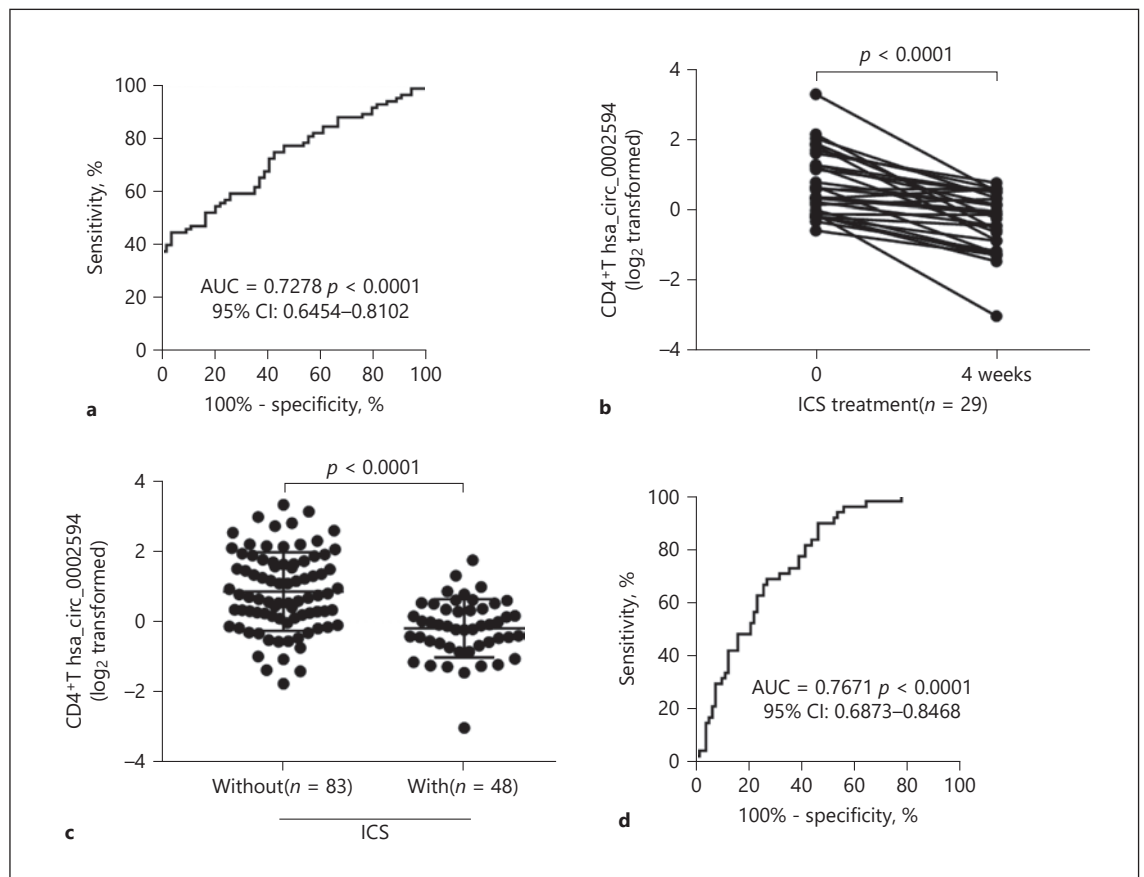 100
80
60
40
20
0
Sensitivity, %
AUC = 0.7278 p < 0.0001
95% CI: 0.6454–0.8102
0 20 40 60 80 100
100% - specificity, %
a
p < 0.0001
4
2
0
–2
–4
CD4+T hsa_circ_0002594
(log2 transformed)
0 4 weeks
ICS treatment(n = 29)
b
p < 0.0001
4
2
0
–2
–4
CD4+T hsa_circ_0002594
(log2 transformed)
Without(n = 83) With(n = 48)
ICS
c
100
80
60
40
20
0
Sensitivity, %
AUC = 0.7671 p < 0.0001
95% CI: 0.6873–0.8468
0 20 40 60 80 100
100% - specificity, %
d